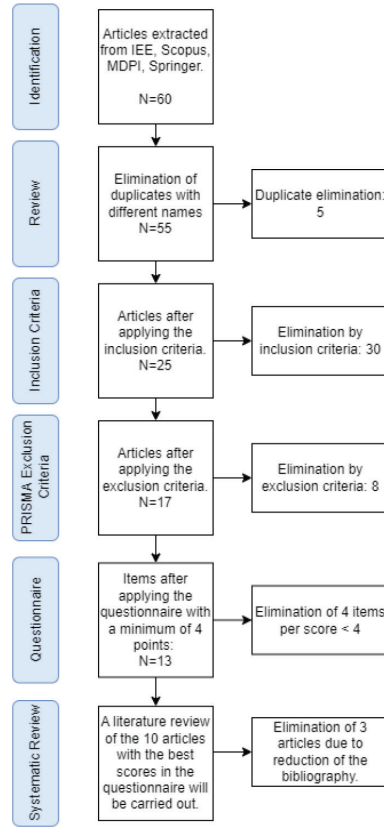 Identification
Articles extracted
from IEE, Scopus,
MDPI, Springer.
N=60
Review
Elimination of
duplicates with
different names
N=55
Duplicate elimination:
5
Inclusion Criteria
Articles after
applying the
inclusion criteria.
N=25
Elimination by
inclusion criteria: 30
PRISMA Exclusion
Criteria
Articles after
applying the
exclusion criteria.
N=17
Elimination by
exclusion criteria: 8
Questionnaire
Items after
applying the
questionnaire with
a minimum of 4
points:
N=13
Elimination of 4 items
per score < 4
Systematic Review
A literature review
of the 10 articles
with the best
scores in the
questionnaire will
be carried out.
Elimination of 3
articles due to
reduction of the
bibliography.